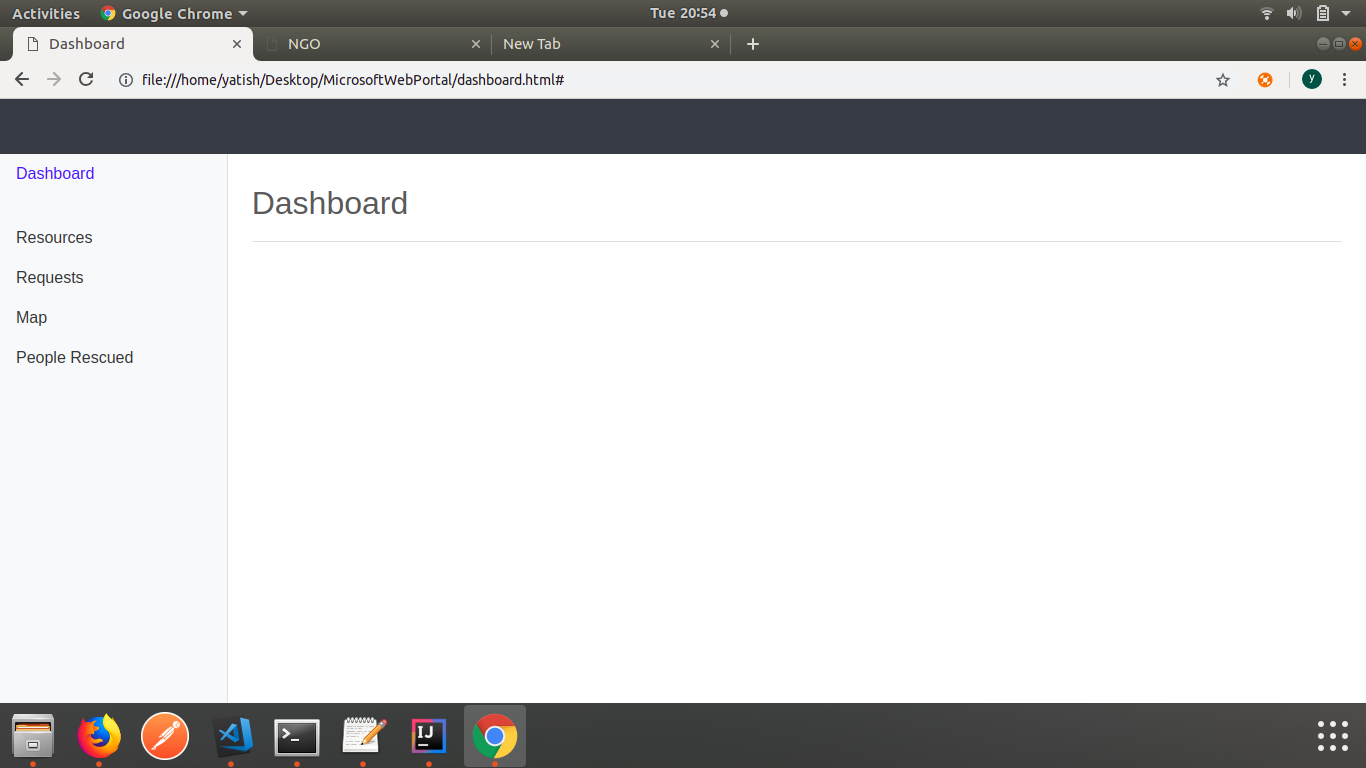 Activities Google Chrome Tue 20:54
Dashboard NGO New Tab
file:///home/yatish/Desktop/MicrosoftWebPortal/dashboard.html# y
Dashboard
Dashboard
Resources
Requests
Map
People Rescued
IJ